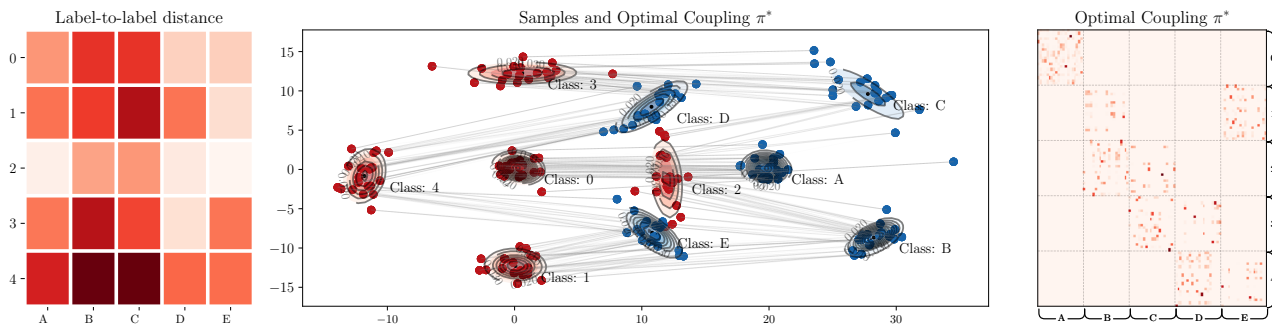 Label-to-label distance
0
1
2
3
4
A B C D E
Samples and Optimal Coupling π*
15
10
5
0
−5
−10
−15
−10 0 10 20 30
Class: 3
Class: D
Class: C
Class: 4
Class: 0
Class: 2
Class: A
Class: E
Class: B
Class: 1
Optimal Coupling π*
A B C D E